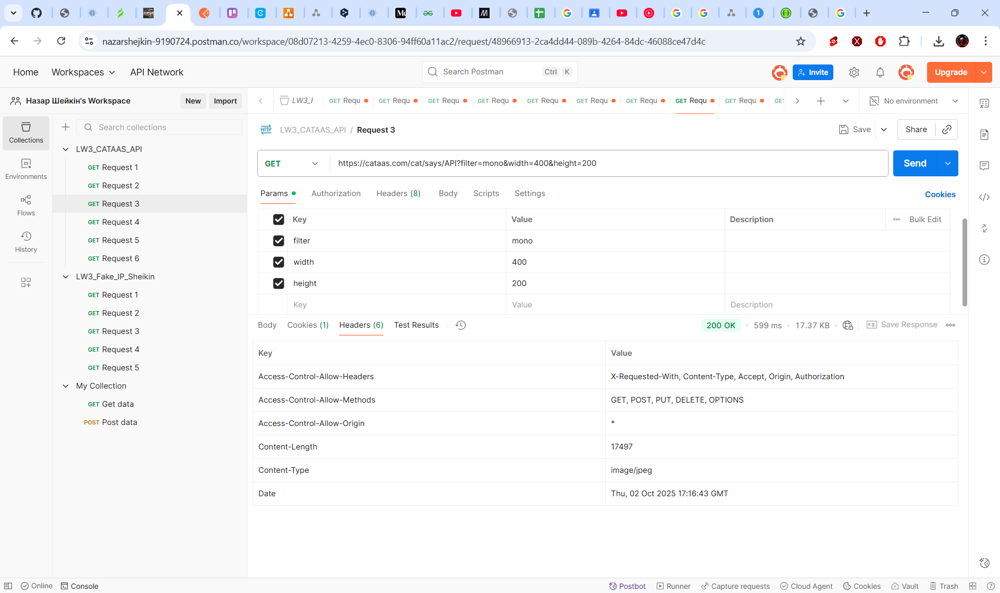 nazarshejkin-9190724.postman.co/workspace/08d07213-4259-4ec0-8306-94ff60a11ac2/request/48966913-2ca4dd44-089b-4264-84dc-46088ce47d4c
Home Workspaces API Network Search Postman Ctrl K Invite Upgrade
Назар Шейкін's Workspace New Import
LW3_F GET Requ GET Requ GET Requ GET Requ GET Requ GET Requ GET Requ GET Requ GET Requ GET No environment
Collections
Environments
Flows
History
Search collections
LW3_CATAAS_API
GET Request 1
GET Request 2
GET Request 3
GET Request 4
GET Request 5
GET Request 6
LW3_Fake_IP_Sheikin
GET Request 1
GET Request 2
GET Request 3
GET Request 4
GET Request 5
My Collection
GET Get data
POST Post data
HTTP LW3_CATAAS_API / Request 3 Save Share
GET https://cataas.com/cat/says/API?filter=mono&width=400&height=200 Send
Params Authorization Headers (8) Body Scripts Settings Cookies
Key Value Description Bulk Edit
filter mono
width 400
height 200
Key Value Description
Body Cookies (1) Headers (6) Test Results 200 OK 599 ms 17.37 KB e.g. Save Response
Key Value
Access-Control-Allow-Headers X-Requested-With, Content-Type, Accept, Origin, Authorization
Access-Control-Allow-Methods GET, POST, PUT, DELETE, OPTIONS
Access-Control-Allow-Origin *
Content-Length 17497
Content-Type image/jpeg
Date Thu, 02 Oct 2025 17:16:43 GMT
Online Console Postbot Runner Capture requests Cloud Agent Cookies Vault Trash